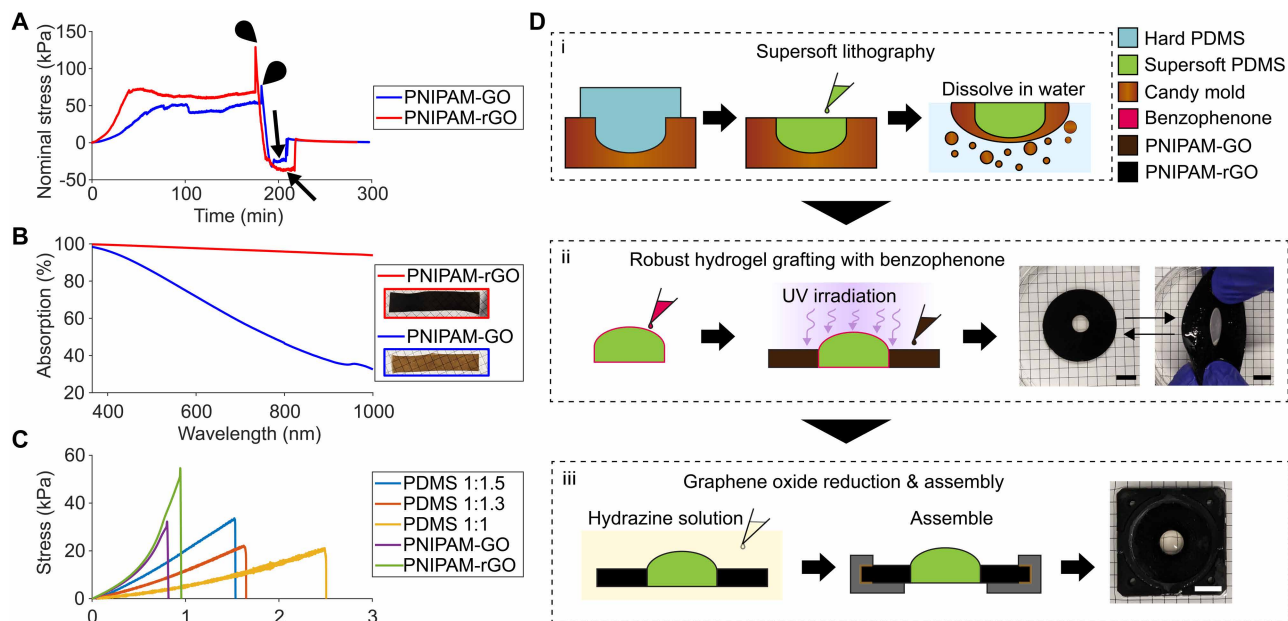 A
Nominal stress (kPa)
150
100
50
0
-50
0
100
200
300
Time (min)
PNIPAM-GO
PNIPAM-rGO
B
Absorption (%)
100
80
60
40
20
400
600
800
1000
Wavelength (nm)
PNIPAM-rGO
PNIPAM-GO
C
Stress (kPa)
60
40
20
0
0
1
2
3
PDMS 1:1.5
PDMS 1:1.3
PDMS 1:1
PNIPAM-GO
PNIPAM-rGO
D
i
Supersoft lithography
Dissolve in water
Hard PDMS
Supersoft PDMS
Candy mold
Benzophenone
PNIPAM-GO
PNIPAM-rGO
ii
Robust hydrogel grafting with benzophenone
UV irradiation
iii
Graphene oxide reduction & assembly
Hydrazine solution
Assemble